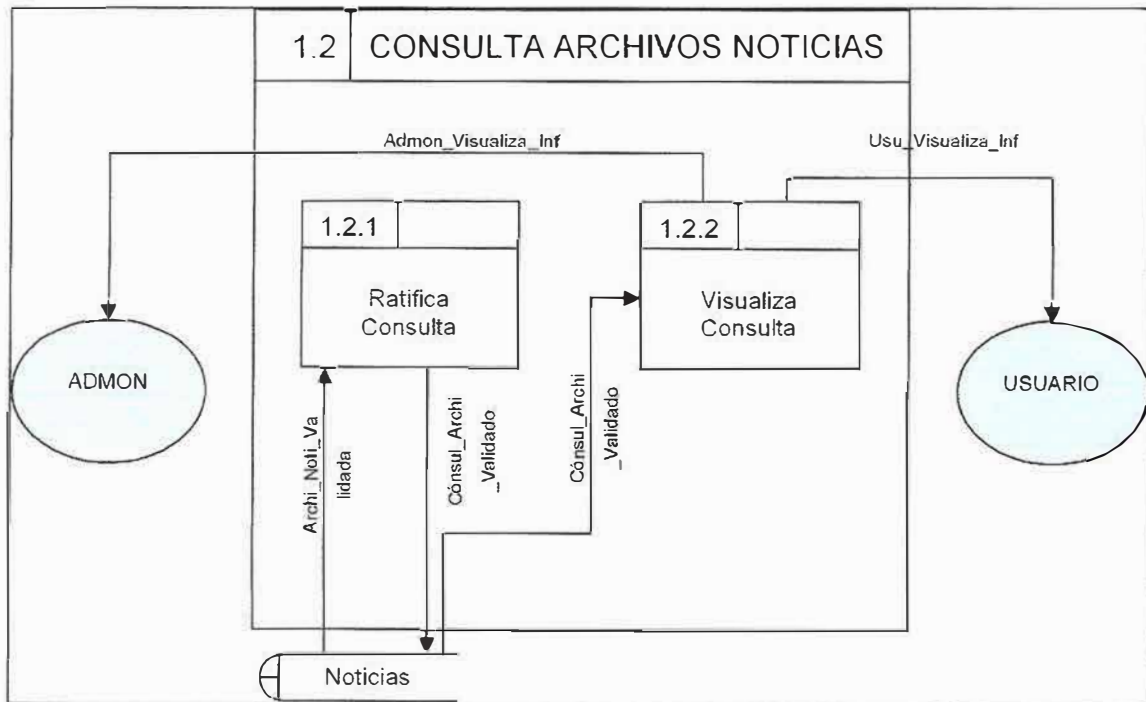 1.2 CONSULTA ARCHIVOS NOTICIAS
Admon_Visualiza_Inf
Usu_Visualiza_Inf
1.2.1
1.2.2
Ratifica
Consulta
Visualiza
Consulta
ADMON
USUARIO
Archi_Noti_Va
lidada
Cónsul_Archi
_Validado
Cónsul_Archi
_Validado
Noticias